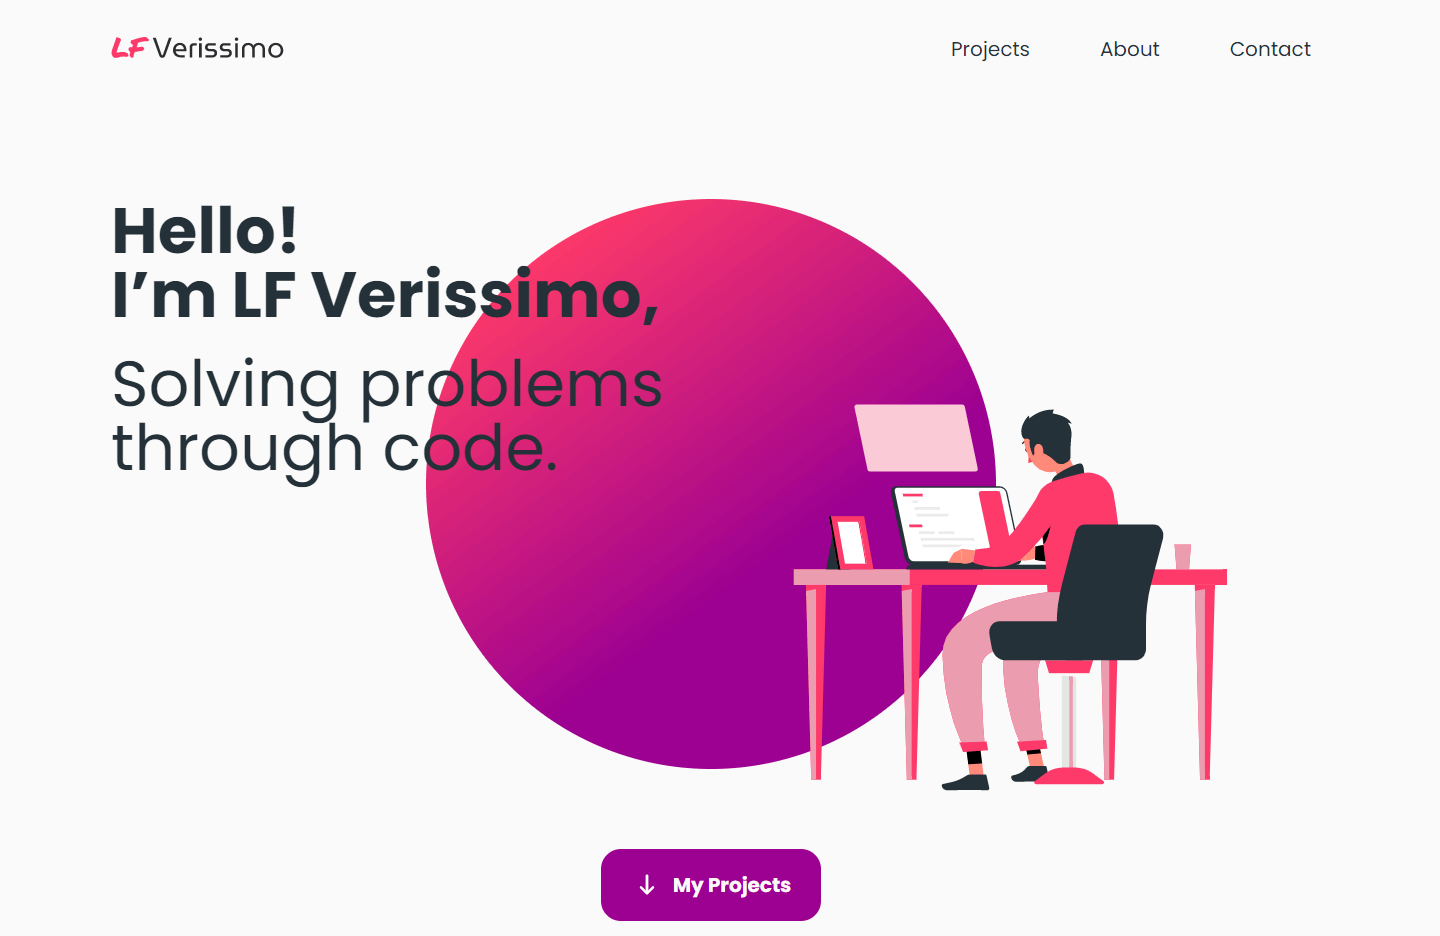 LF Verissimo
Projects
About
Contact
Hello!
I’m LF Verissimo,
Solving problems
through code.
My Projects